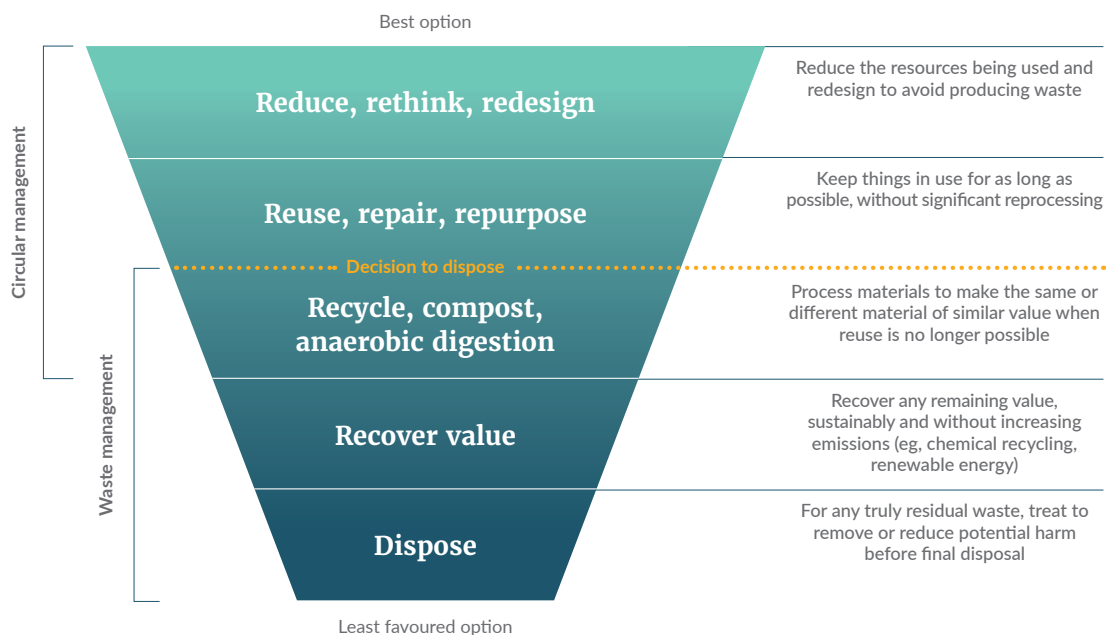 Best option
Circular management
Waste management
Reduce, rethink, redesign
Reduce the resources being used and
redesign to avoid producing waste
Reuse, repair, repurpose
Keep things in use for as long as
possible, without significant reprocessing
Decision to dispose
Recycle, compost,
anaerobic digestion
Process materials to make the same or
different material of similar value when
reuse is no longer possible
Recover value
Recover any remaining value,
sustainably and without increasing
emissions (eg, chemical recycling,
renewable energy)
Dispose
For any truly residual waste, treat to
remove or reduce potential harm
before final disposal
Least favoured option